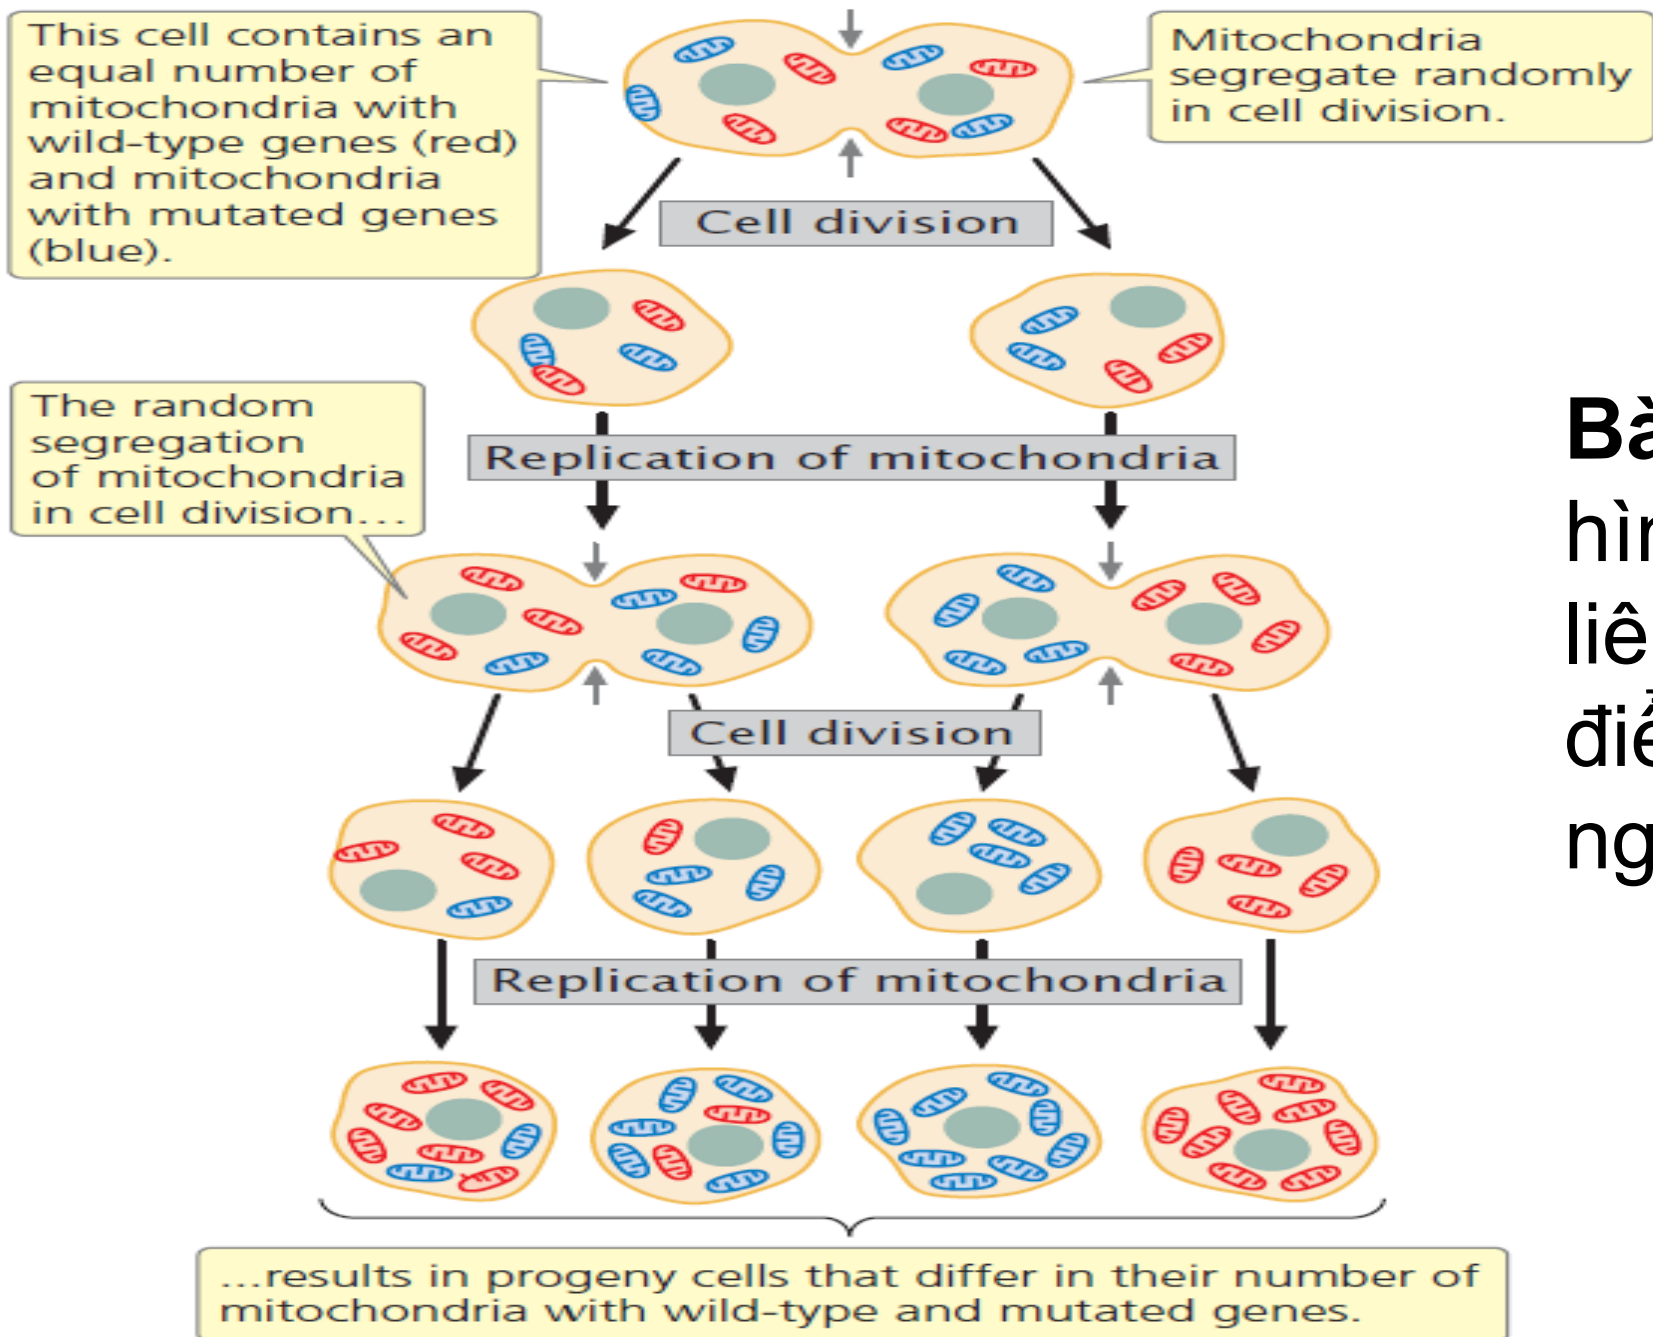 This cell contains an
equal number of
mitochondria with
wild-type genes (red)
and mitochondria
with mutated genes
(blue).
Mitochondria
segregate randomly
in cell division.
Cell division
The random
segregation
of mitochondria
in cell division...
Replication of mitochondria
Cell division
Replication of mitochondria
...results in progeny cells that differ in their number of
mitochondria with wild-type and mutated genes.